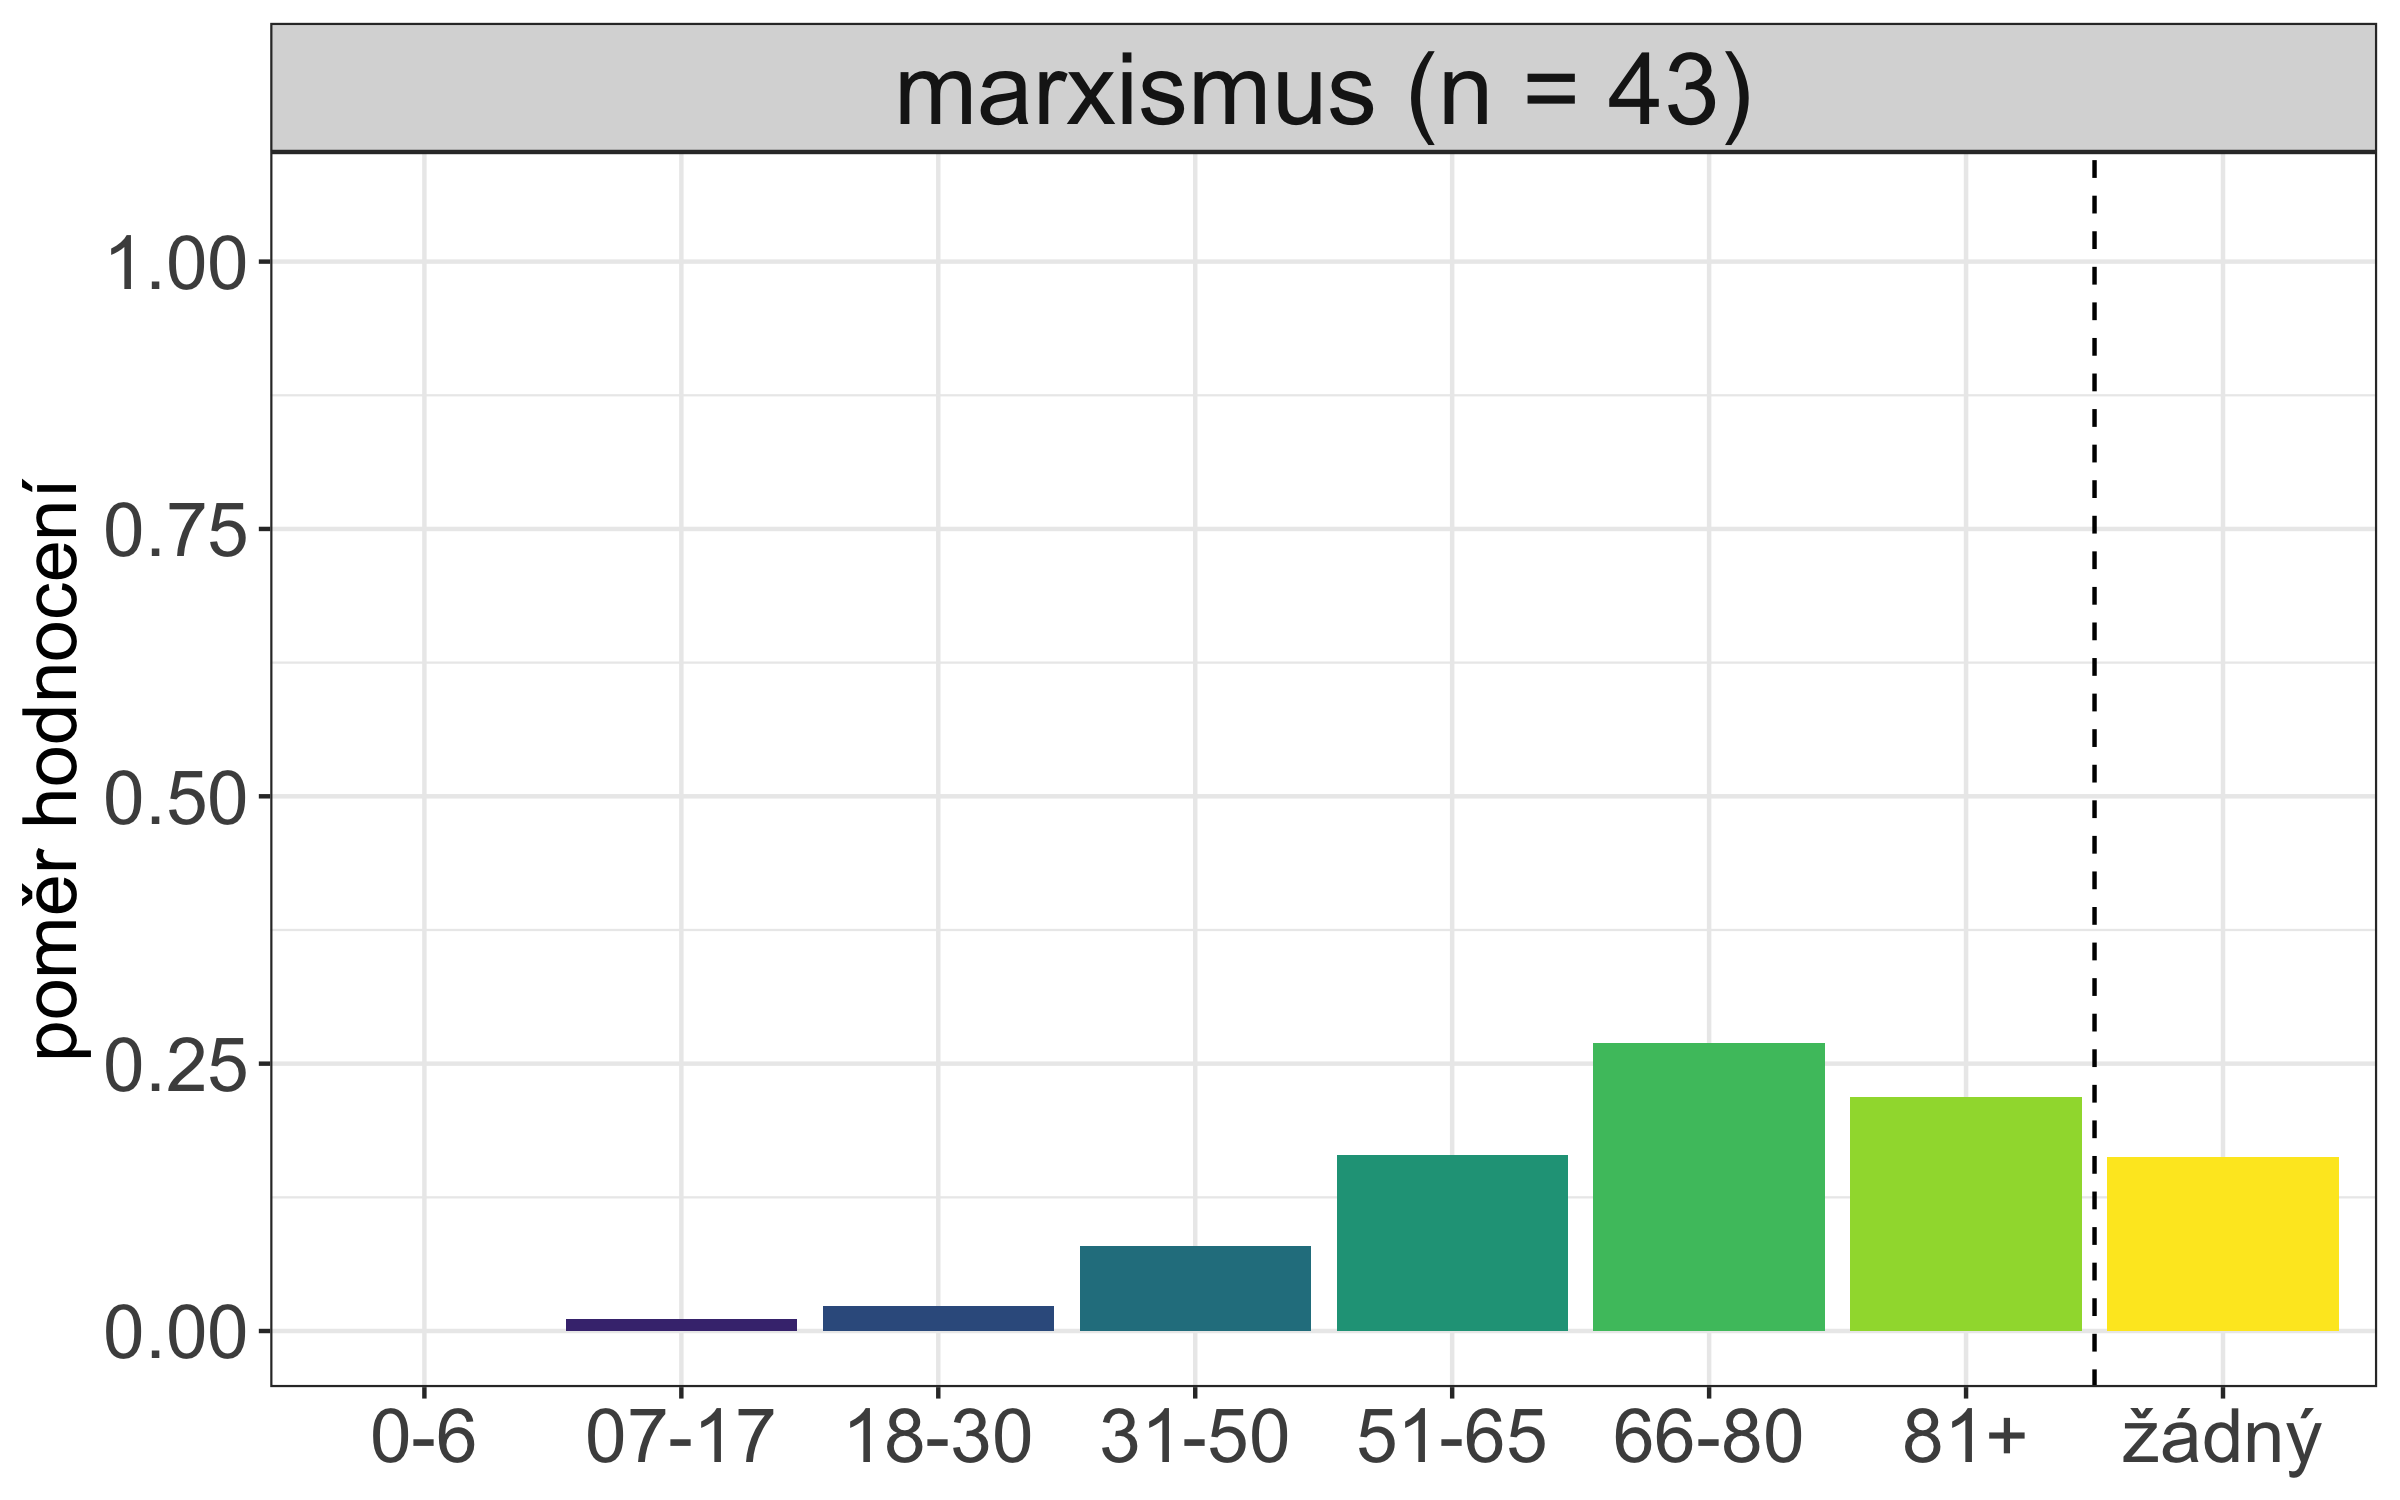 marxismus (n = 43)
poměr hodnocení
1.00
0.75
0.50
0.25
0.00
0-6 07-17 18-30 31-50 51-65 66-80 81+ žádný